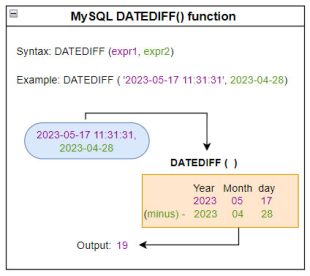 MySQL DATEDIFF() function
Syntax: DATEDIFF (expr1, expr2)
Example: DATEDIFF ( '2023-05-17 11:31:31', 2023-04-28)
2023-05-17 11:31:31,
2023-04-28
DATEDIFF ( )
Year Month day
2023 05 17
(minus) - 2023 04 28
Output: 19